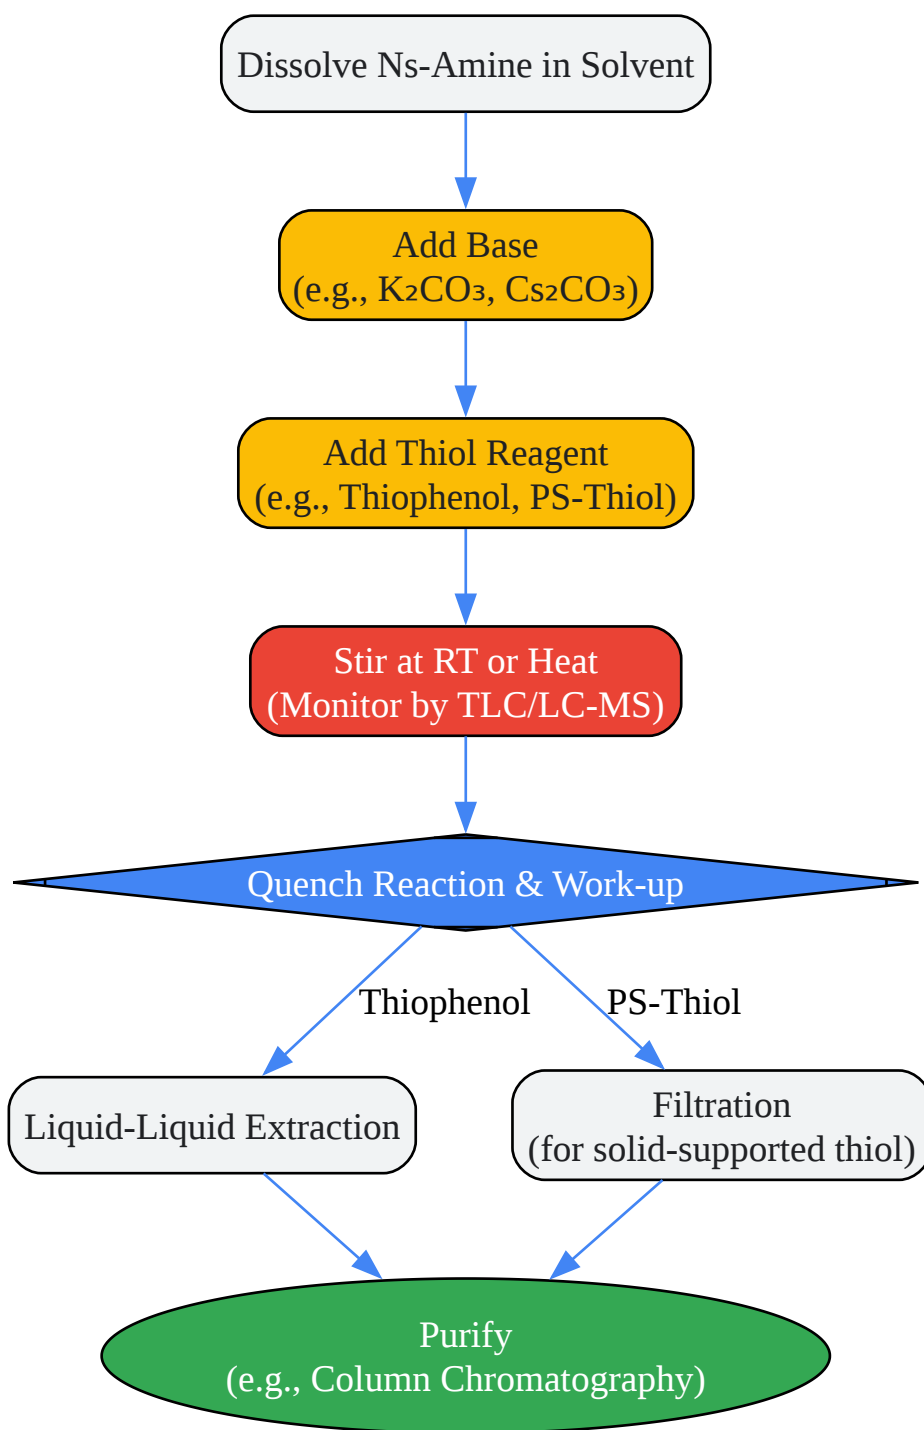 Dissolve Ns-Amine in Solvent
Add Base
(e.g., K₂CO₃, Cs₂CO₃)
Add Thiol Reagent
(e.g., Thiophenol, PS-Thiol)
Stir at RT or Heat
(Monitor by TLC/LC-MS)
Quench Reaction & Work-up
Thiophenol
PS-Thiol
Liquid-Liquid Extraction
Filtration
(for solid-supported thiol)
Purify
(e.g., Column Chromatography)